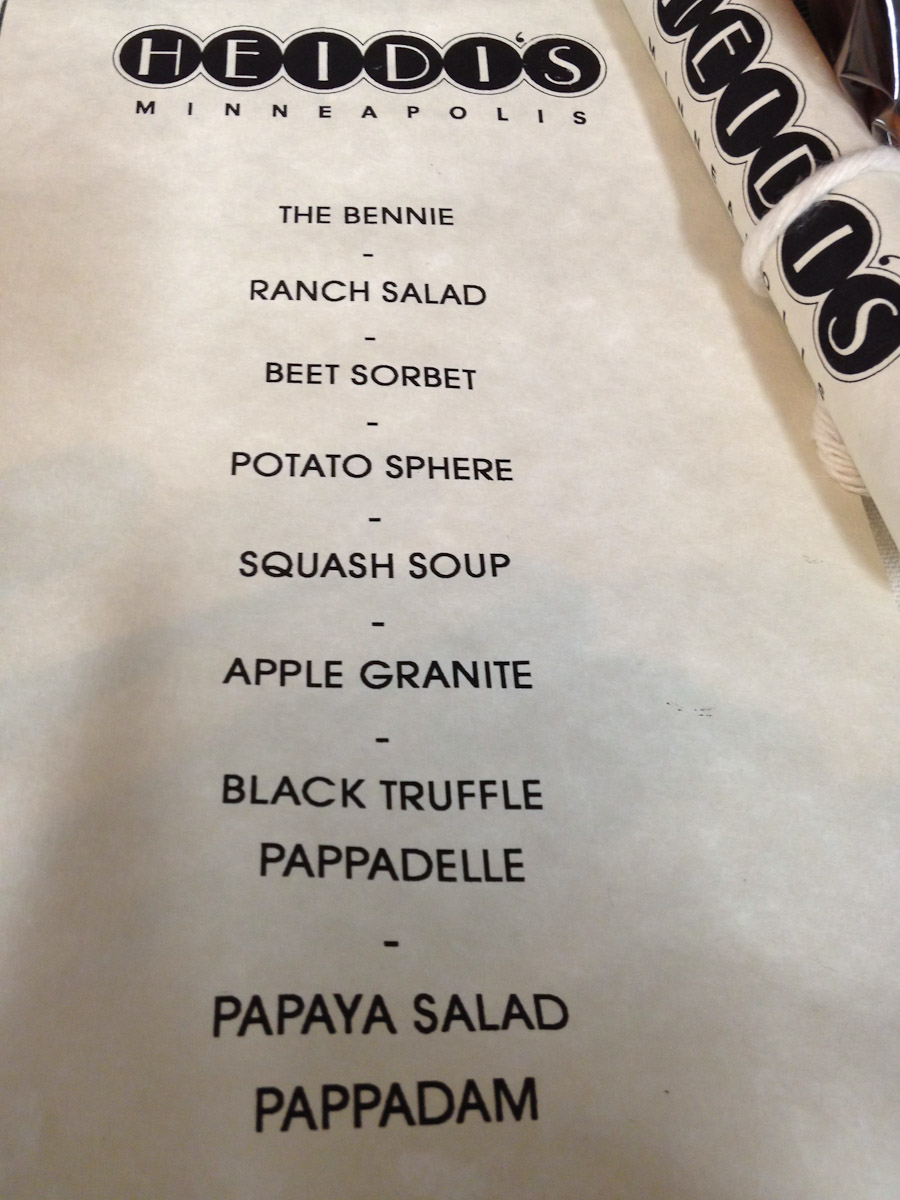 HEIDI'S
MINNEAPOLIS
THE BENNIE
-
RANCH SALAD
-
BEET SORBET
-
POTATO SPHERE
-
SQUASH SOUP
-
APPLE GRANITE
-
BLACK TRUFFLE
PAPPADELLE
-
PAPAYA SALAD
PAPPADAM
HEIDI'S